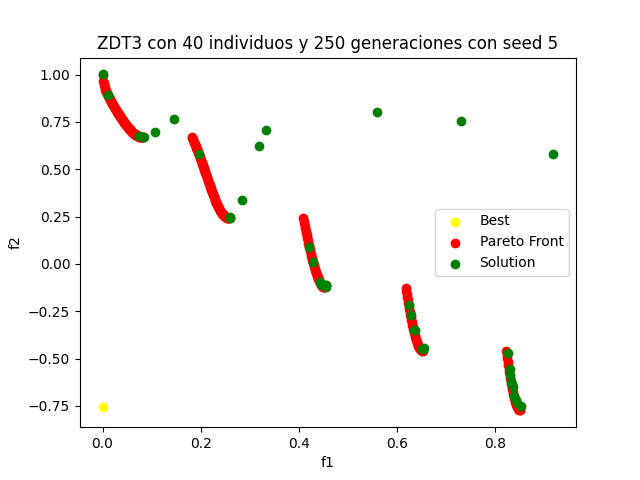 ZDT3 con 40 individuos y 250 generaciones con seed 5
1.00
0.75
0.50
0.25
0.00
−0.25
−0.50
−0.75
f2
Best
Pareto Front
Solution
0.0
0.2
0.4
0.6
0.8
f1